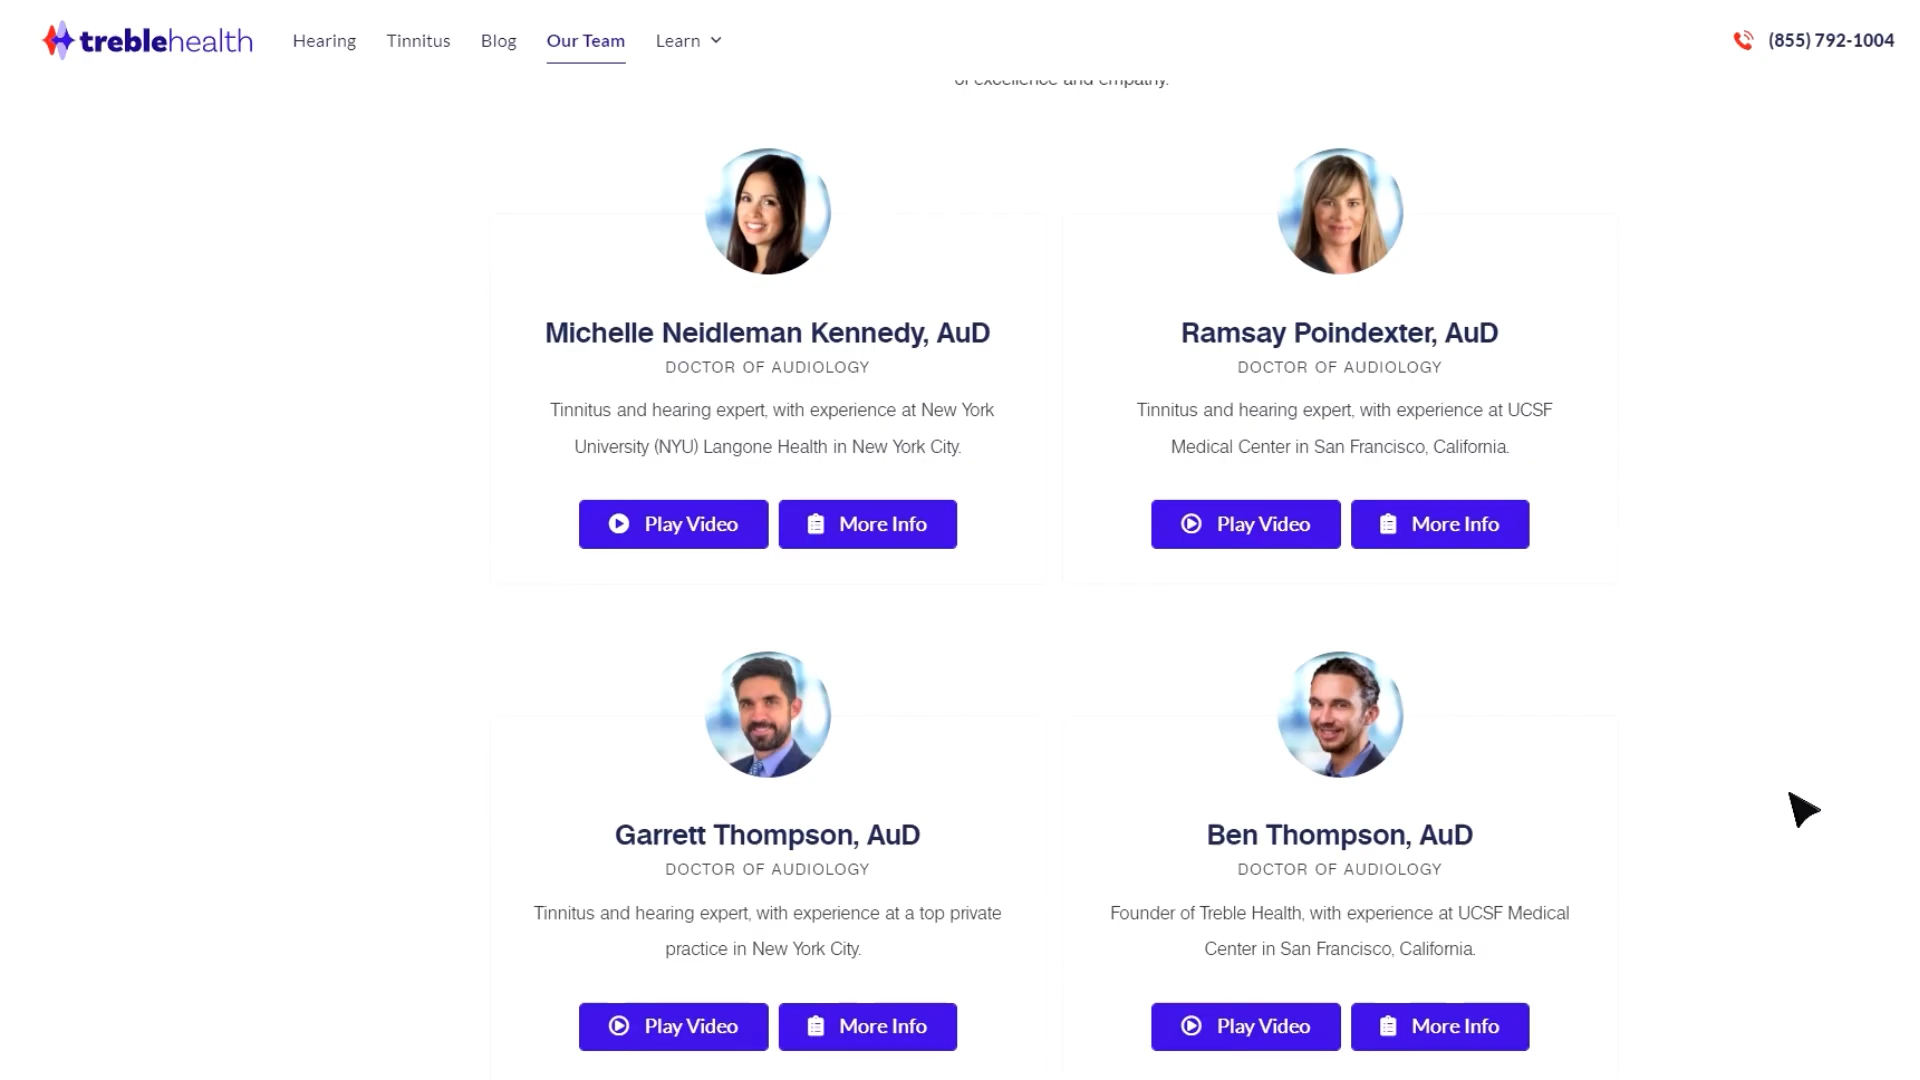 treblehealth
Hearing
Tinnitus
Blog
Our Team
Learn
(855) 792-1004
of excellence and empathy.
Michelle Neidleman Kennedy, AuD
DOCTOR OF AUDIOLOGY
Tinnitus and hearing expert, with experience at New York
University (NYU) Langone Health in New York City.
Play Video
More Info
Ramsay Poindexter, AuD
DOCTOR OF AUDIOLOGY
Tinnitus and hearing expert, with experience at UCSF
Medical Center in San Francisco, California.
Play Video
More Info
Garrett Thompson, AuD
DOCTOR OF AUDIOLOGY
Tinnitus and hearing expert, with experience at a top private
practice in New York City.
Play Video
More Info
Ben Thompson, AuD
DOCTOR OF AUDIOLOGY
Founder of Treble Health, with experience at UCSF Medical
Center in San Francisco, California.
Play Video
More Info